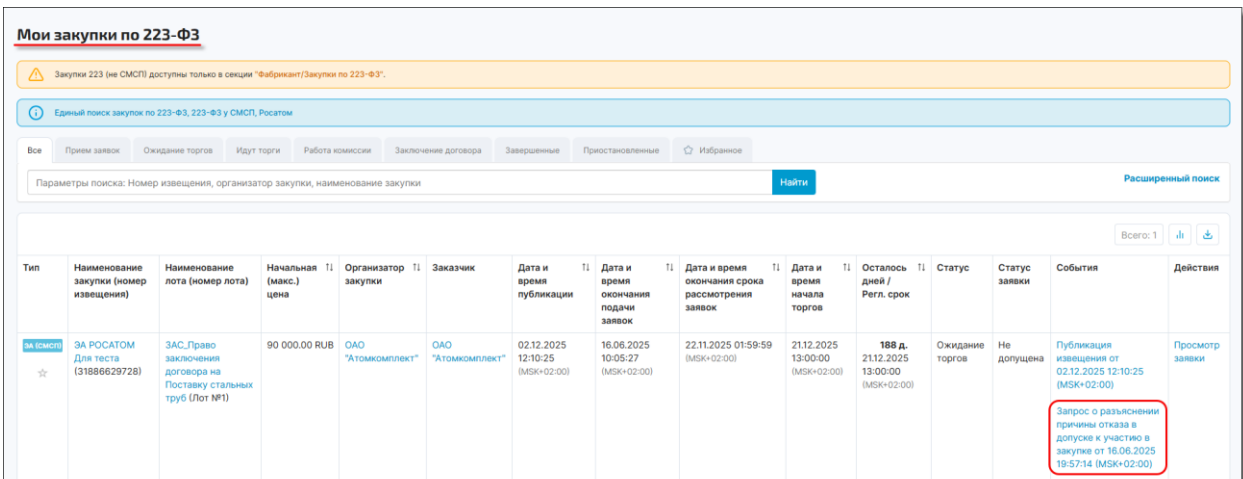 Мои закупки по 223-ФЗ
Закупки 223 (не СМСП) доступны только в секции "Фабрикант/Закупки по 223-ФЗ".
Единый поиск закупок по 223-ФЗ, 223-ФЗ у СМСП, Росатом
Все Прием заявок Ожидание торгов Идут торги Работа комиссии Заключение договора Завершенные Приостановленные Избранное
Параметры поиска: Номер извещения, организатор закупки, наименование закупки Найти Расширенный поиск
Всего: 1
Тип
Наименование
закупки (номер
извещения)
Наименование
лота (номер лота)
Начальная
(макс.)
цена
Организатор
закупки
Заказчик
Дата и
время
публикации
Дата и
время
окончания
подачи
заявок
Дата и время
окончания срока
рассмотрения
заявок
Дата и
время
начала
торгов
Осталось
дней /
Регл. срок
Статус
Статус
заявки
События
Действия
ЭА (СМСП)
ЭА РОСАТОМ
Для теста
(31886629728)
ЗАС_Право
заключения
договора на
Поставку стальных
труб (Лот №1)
90 000.00 RUB
ОАО
"Атомкомплект"
ОАО
"Атомкомплект"
02.12.2025
12:10:25
(MSK+02:00)
16.06.2025
10:05:27
(MSK+02:00)
22.11.2025 01:59:59
(MSK+02:00)
21.12.2025
13:00:00
(MSK+02:00)
188 д.
21.12.2025
13:00:00
(MSK+02:00)
Ожидание
торгов
Не
допущена
Публикация
извещения от
02.12.2025 12:10:25
(MSK+02:00)
Запрос о разъяснении
причины отказа в
допуске к участию в
закупке от 16.06.2025
19:57:14 (MSK+02:00)
Просмотр
заявки